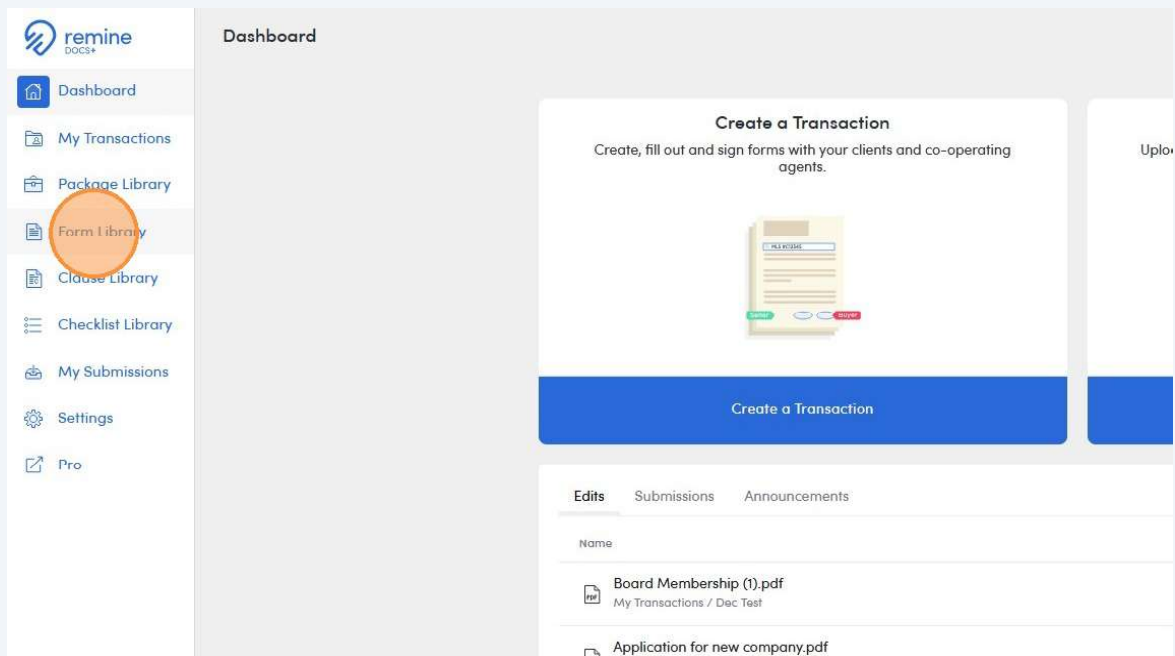 remine
DOCS+
Dashboard
My Transactions
Package Library
Form Library
Clause Library
Checklist Library
My Submissions
Settings
Pro
Dashboard
Create a Transaction
Create, fill out and sign forms with your clients and co-operating
agents.
Create a Transaction
Edits
Submissions
Announcements
Name
Board Membership (1).pdf
My Transactions / Dec Test
Application for new company.pdf